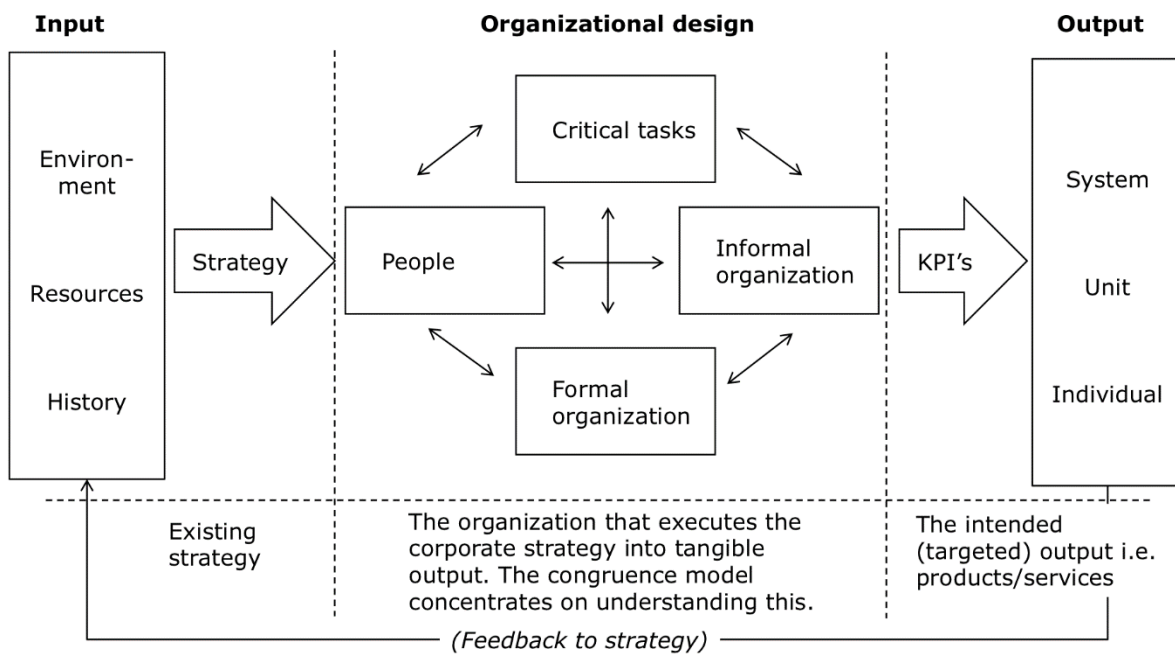 Input
Organizational design
Output
Environ-
ment
Resources
History
Strategy
Critical tasks
People
Informal
organization
Formal
organization
KPI's
System
Unit
Individual
Existing
strategy
The organization that executes the
corporate strategy into tangible
output. The congruence model
concentrates on understanding this.
The intended
(targeted) output i.e.
products/services
(Feedback to strategy)